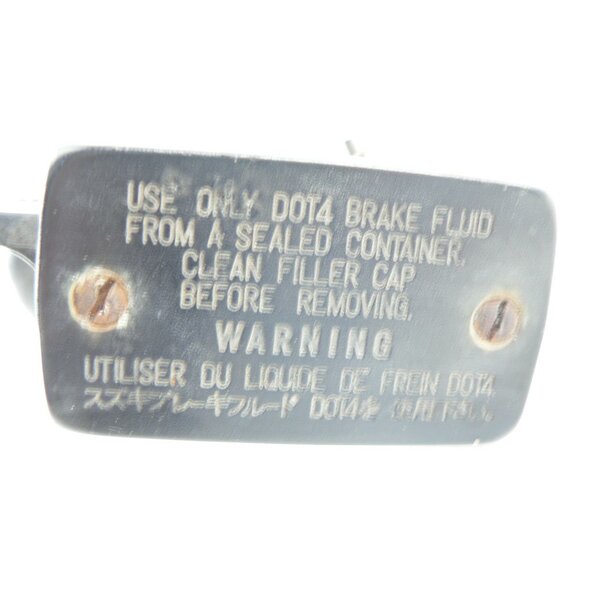 USE ONLY DOT4 BRAKE FLUID
FROM A SEALED CONTAINER.
CLEAN FILLER CAP
BEFORE REMOVING.
WARNING
UTILISER DU LIQUIDE DE FREIN DOT4.
スズキブレーキフルード DOT4を